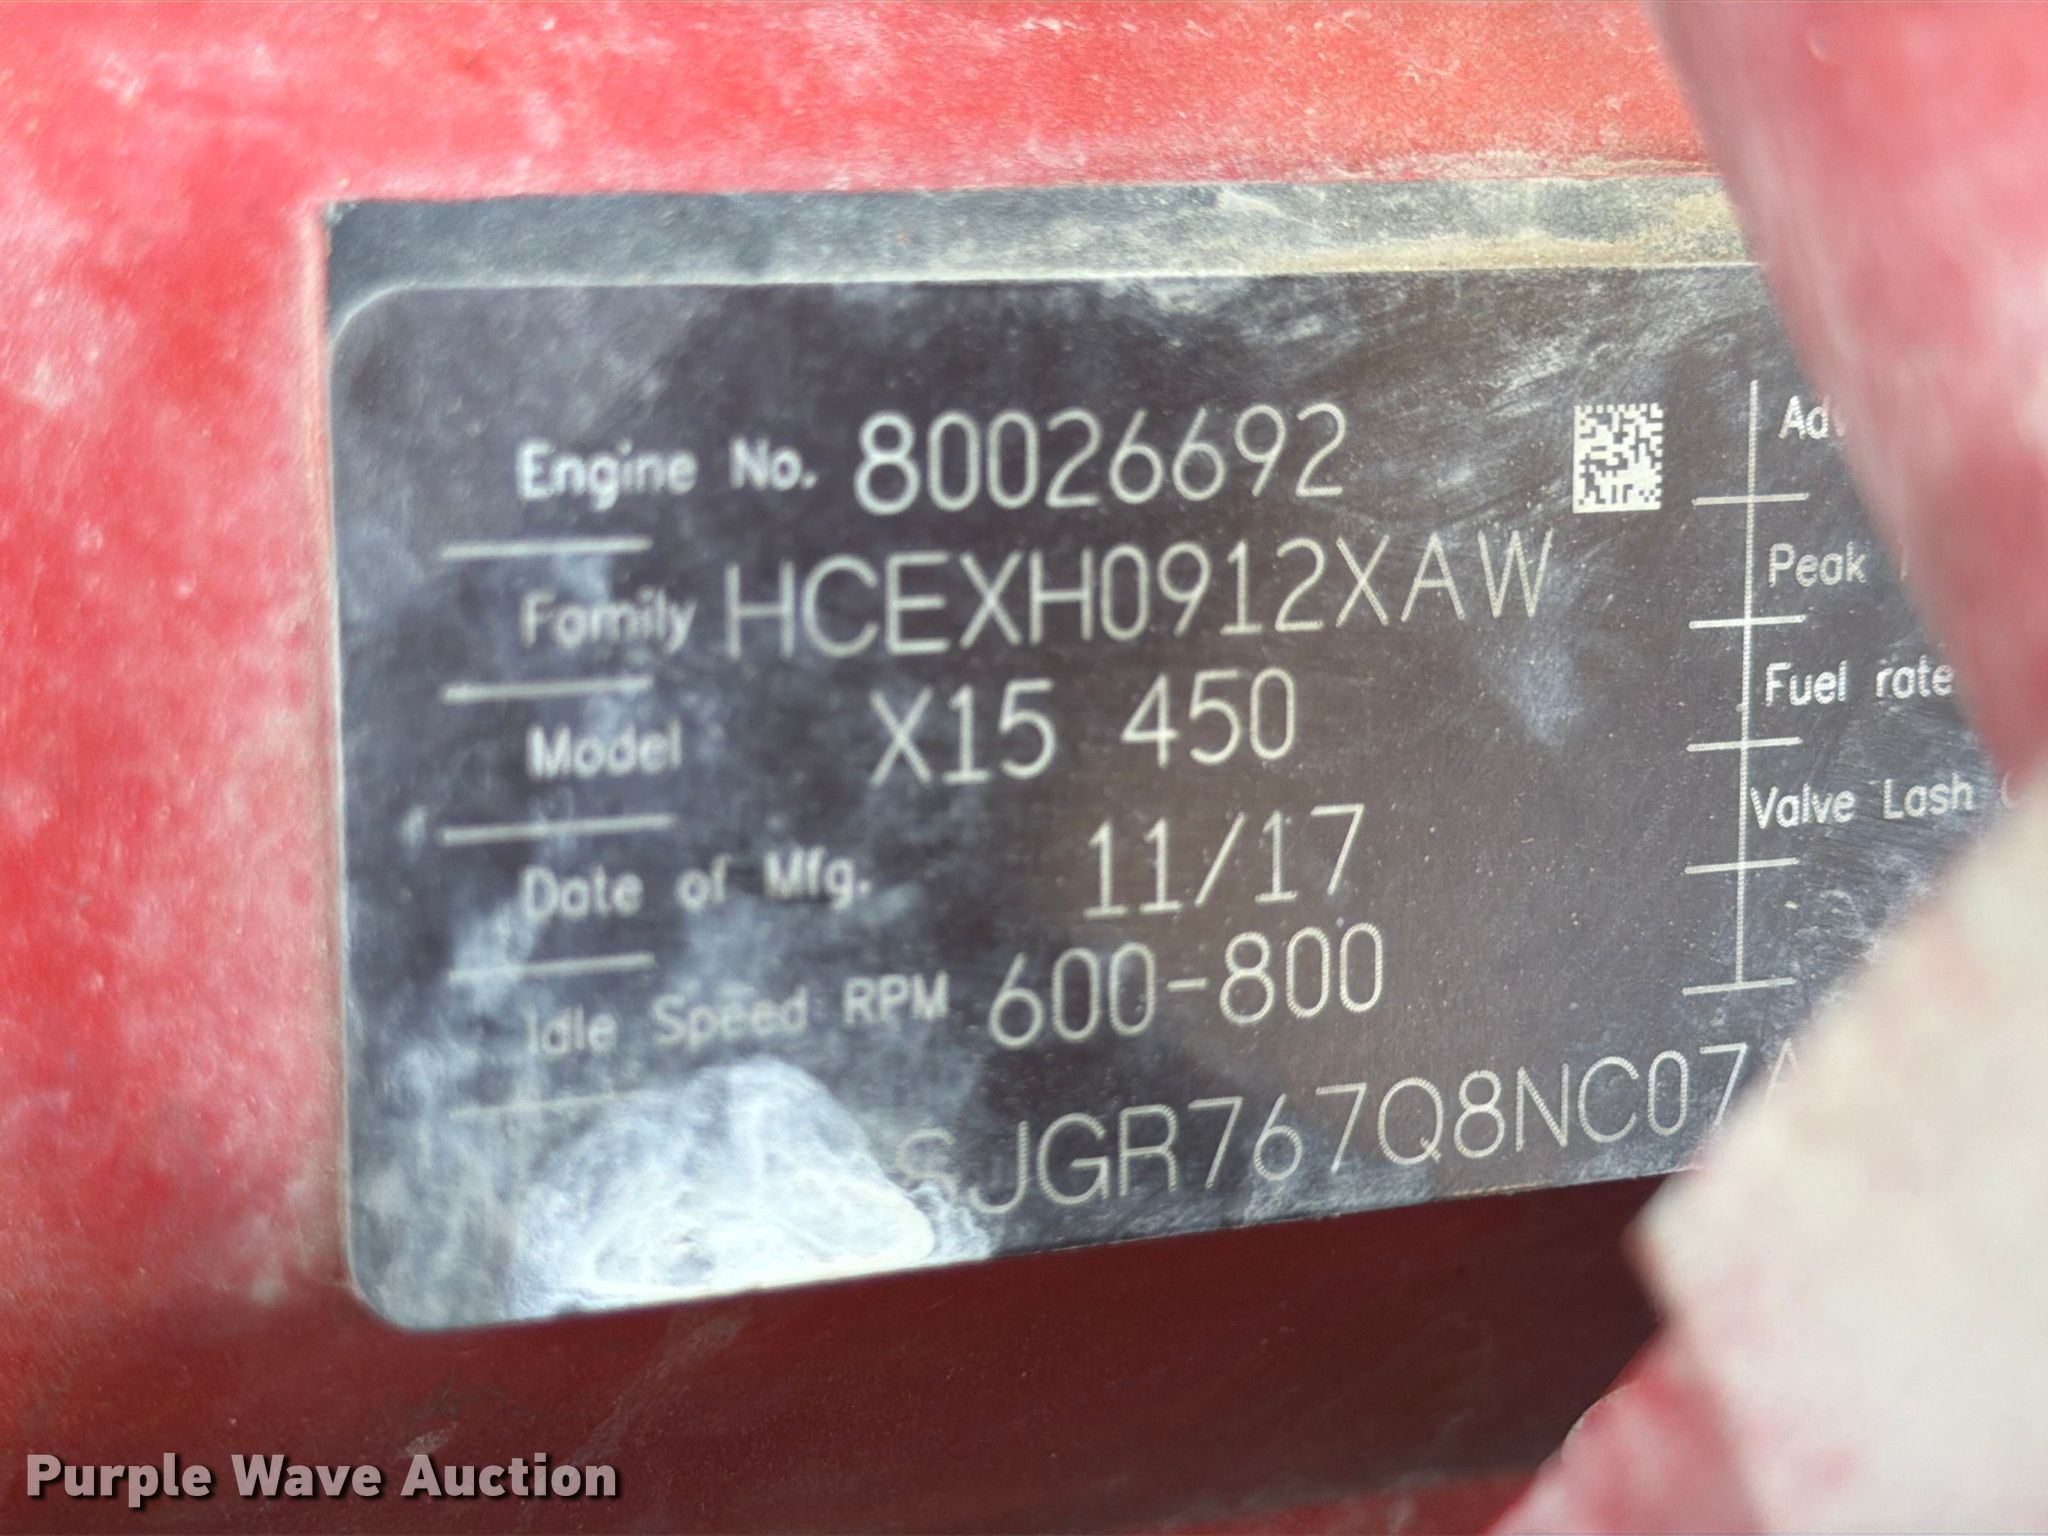 Engine No. 80026692
Family HCEXH0912XAW
Model X15 450
Date of Mfg. 11/17
Idle Speed RPM 600-800
SJGR767Q8NC07
Peak
Fuel rate
Valve Lash
Purple Wave Auction